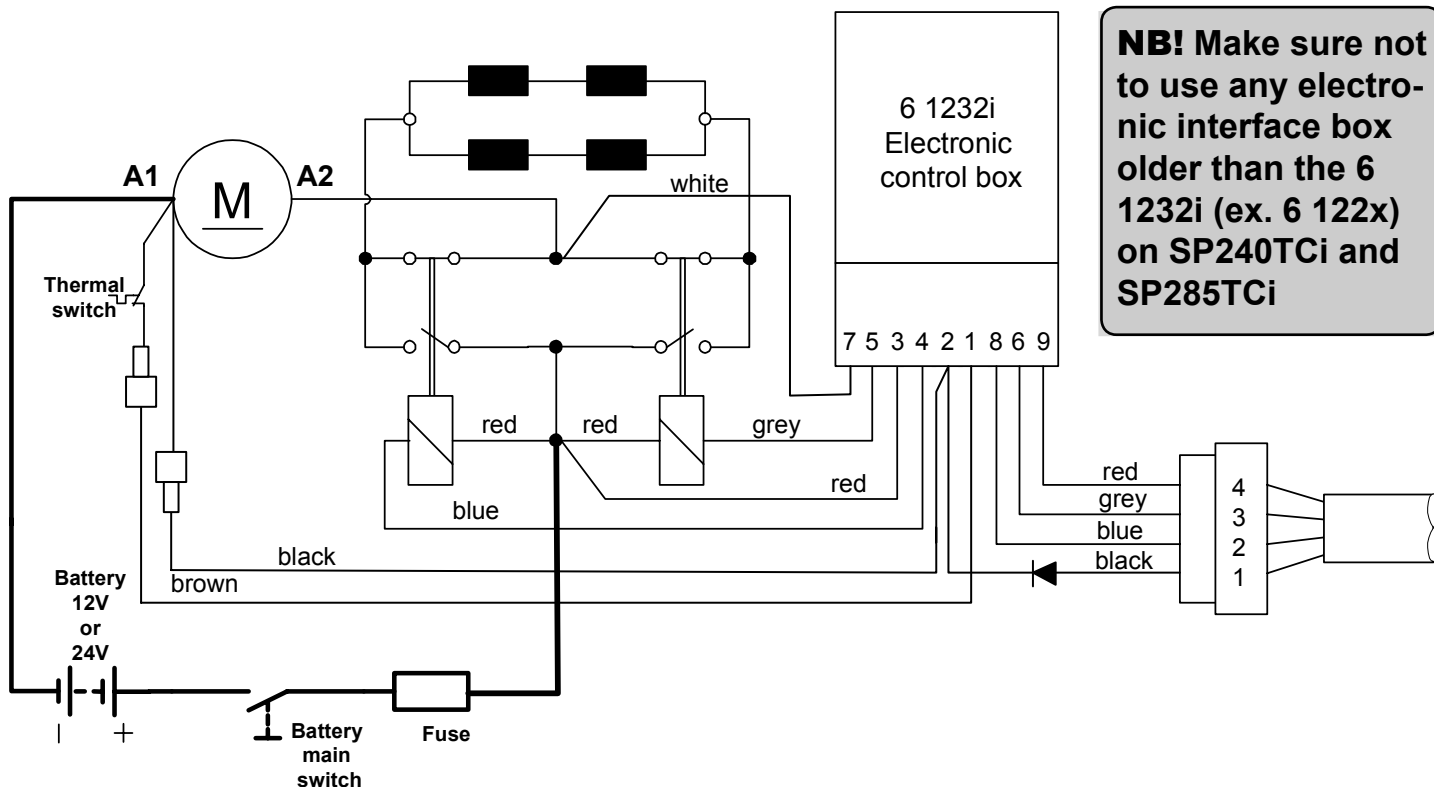 NB! Make sure not
to use any electro-
nic interface box
older than the 6
1232i (ex. 6 122x)
on SP240TCi and
SP285TCi
6 1232i
Electronic
control box
7 5 3 4 2 1 8 6 9
A1
M
A2
white
Thermal
switch
red
red
grey
red
blue
black
brown
red
grey
blue
black
4
3
2
1
Battery
12V
or
24V
Battery
main
switch
Fuse